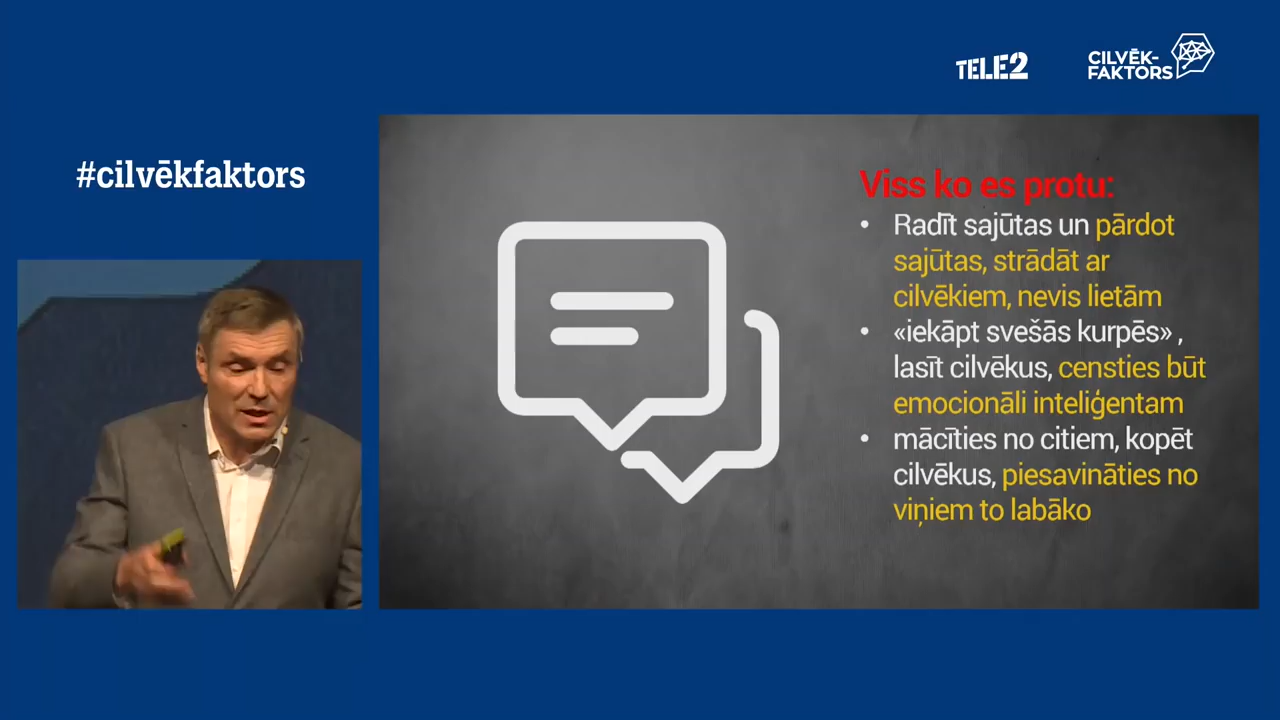 TELE2
CILVĒK-
FAKTORS
#cilvēkfaktors
Viss ko es protu:
• Radīt sajūtas un pārdot
sajūtas, strādāt ar
cilvēkiem, nevis lietām
• «iekāpt svešās kurpēs» ,
lasīt cilvēkus, censties būt
emocionāli inteliģentam
• mācīties no citiem, kopēt
cilvēkus, piesavināties no
viņiem to labāko